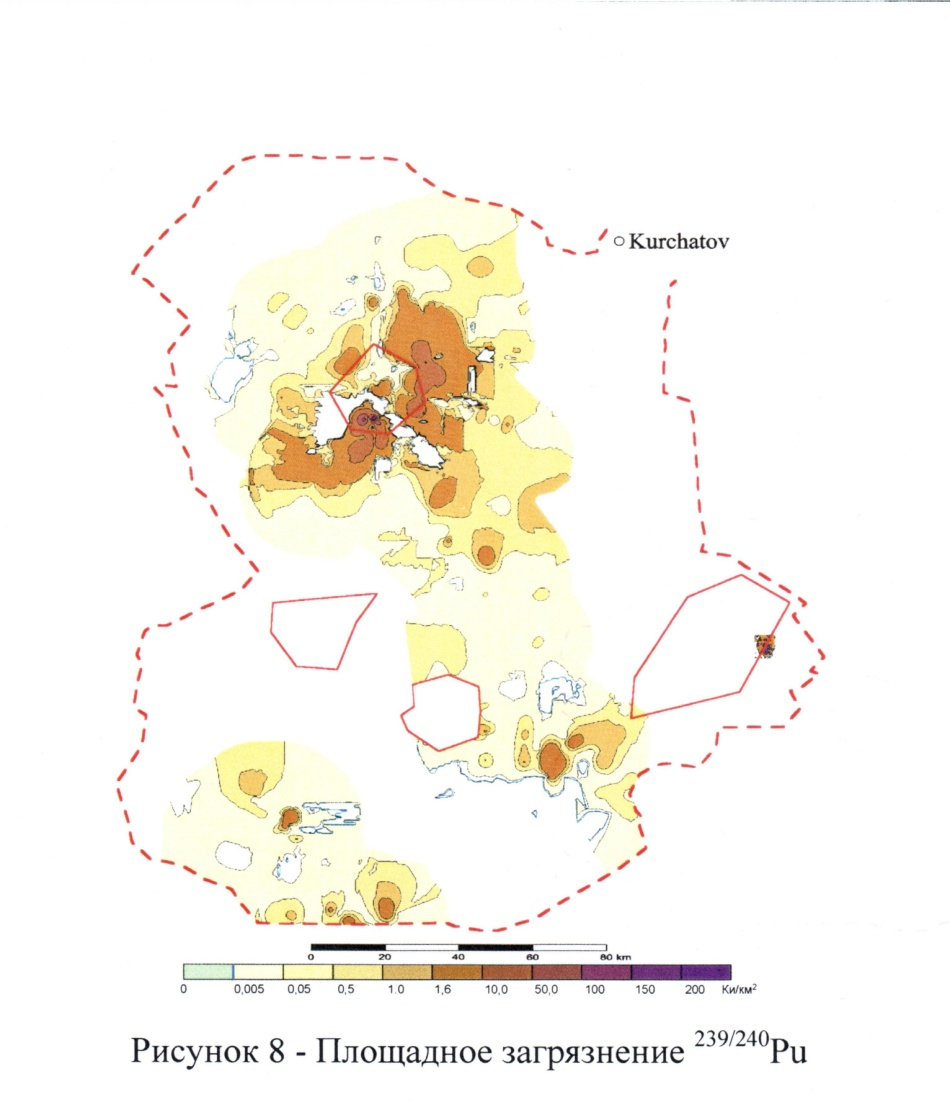 Kurchatov
0 20 40 60 80 km
0 0,005 0,05 0,5 1.0 1,6 10,0 50,0 100 150 200 Ки/км²
Рисунок 8 - Площадное загрязнение ²³⁹/²⁴⁰Pu